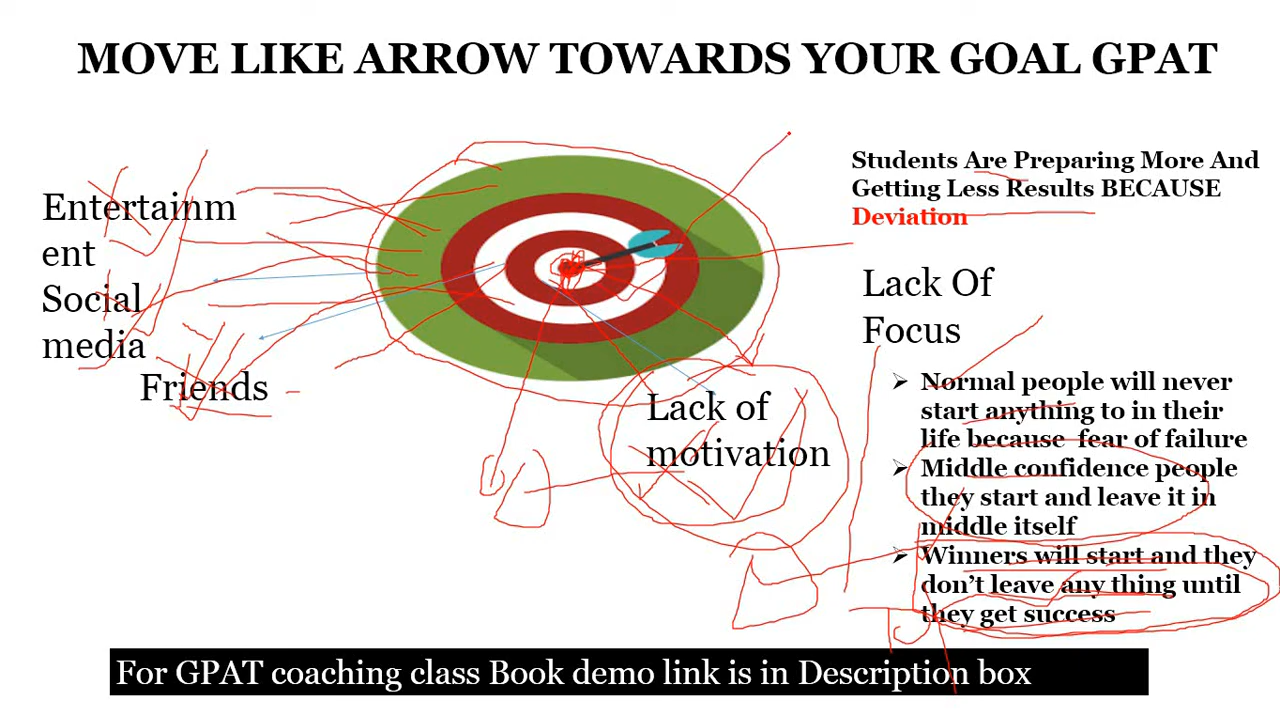 MOVE LIKE ARROW TOWARDS YOUR GOAL GPAT
Entertainm
ent
Social
media
Friends
Lack of
motivation
Students Are Preparing More And
Getting Less Results BECAUSE
Deviation
Lack Of
Focus
➢ Normal people will never
start anything to in their
life because fear of failure
➢ Middle confidence people
they start and leave it in
middle itself
➢ Winners will start and they
don't leave any thing until
they get success
For GPAT coaching class Book demo link is in Description box